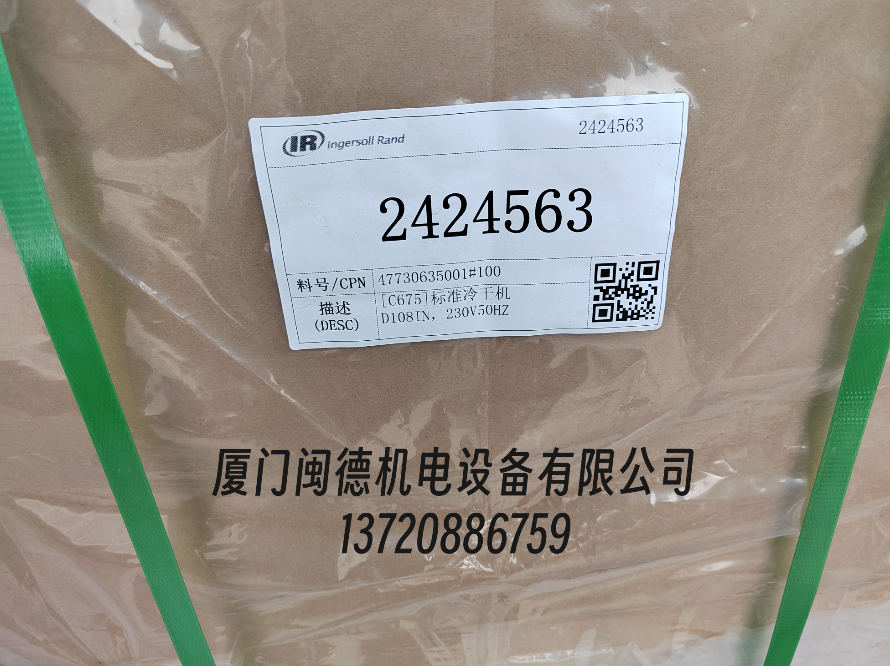 IR Ingersoll Rand
2424563
2424563
料号/CPN 47730635001#100
描述 [C675]标准冷干机
(DESC) D108IN, 230V50HZ
厦门闽德机电设备有限公司
13720886759